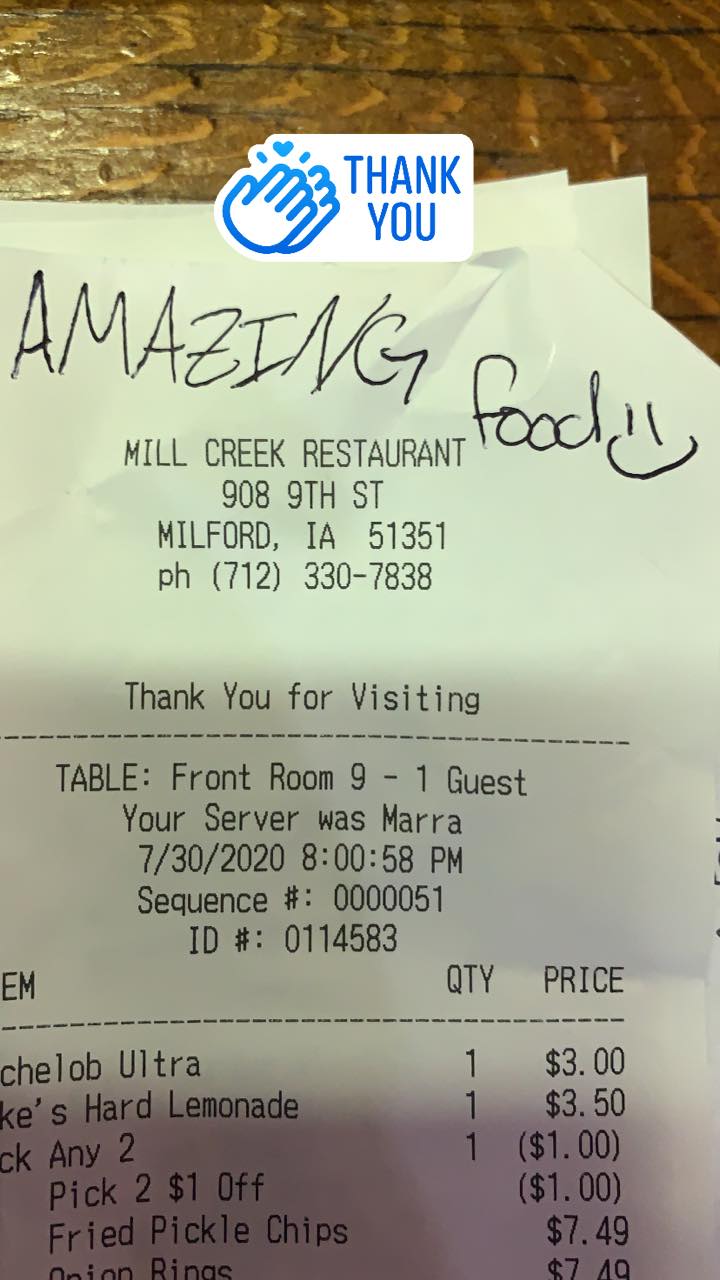 THANK
YOU
AMAZING
food
MILL CREEK RESTAURANT
908 9TH ST
MILFORD, IA 51351
ph (712) 330-7838
Thank You for Visiting
TABLE: Front Room 9 - 1 Guest
Your Server was Marra
7/30/2020 8:00:58 PM
Sequence #: 0000051
ID #: 0114583
EM QTY PRICE
chelob Ultra 1 $3.00
ke's Hard Lemonade 1 $3.50
ck Any 2 1 ($1.00)
Pick 2 $1 Off ($1.00)
Fried Pickle Chips $7.49
Onion Rings $7.49